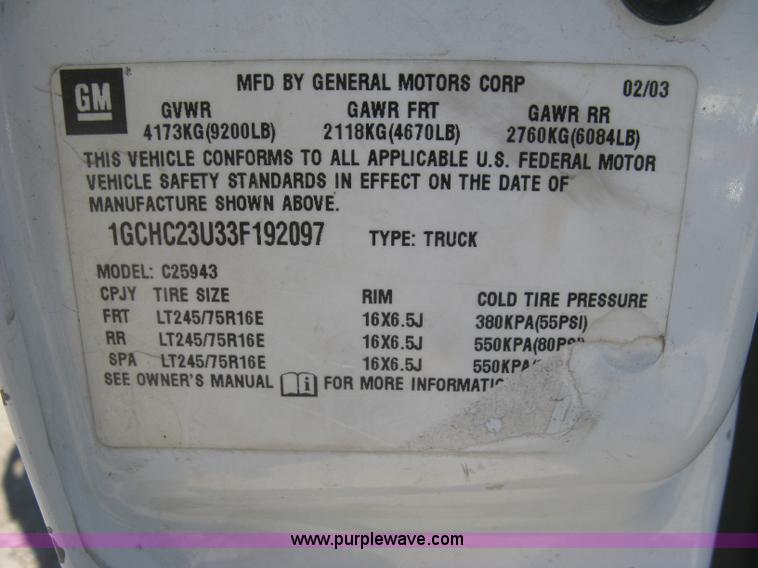 GM
MFD BY GENERAL MOTORS CORP 02/03
GVWR GAWR FRT GAWR RR
4173KG(9200LB) 2118KG(4670LB) 2760KG(6084LB)
THIS VEHICLE CONFORMS TO ALL APPLICABLE U.S. FEDERAL MOTOR
VEHICLE SAFETY STANDARDS IN EFFECT ON THE DATE OF
MANUFACTURE SHOWN ABOVE.
1GCHC23U33F192097 TYPE: TRUCK
MODEL: C25943
CPJY TIRE SIZE RIM COLD TIRE PRESSURE
FRT LT245/75R16E 16X6.5J 380KPA(55PSI)
RR LT245/75R16E 16X6.5J 550KPA(80PSI
SPA LT245/75R16E 16X6.5J 550KPA
SEE OWNER'S MANUAL i FOR MORE INFORMATIO
www.purplewave.com